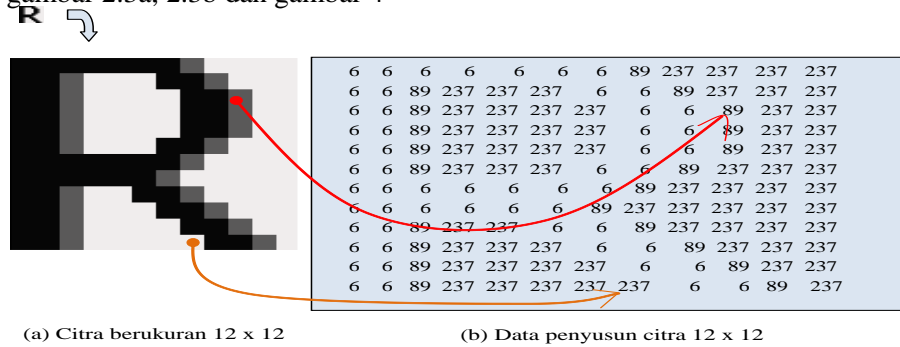 gambar 2.3a, 2.3b dan gambar 4
R
6 6 6 6 6 6 6 89 237 237 237 237
6 6 89 237 237 237 6 6 89 237 237 237
6 6 89 237 237 237 237 6 6 89 237 237
6 6 89 237 237 237 237 6 6 89 237 237
6 6 89 237 237 237 237 6 6 89 237 237
6 6 89 237 237 237 6 6 89 237 237 237
6 6 6 6 6 6 6 89 237 237 237 237
6 6 6 6 6 6 89 237 237 237 237 237
6 6 89 237 237 6 6 89 237 237 237 237
6 6 89 237 237 237 6 6 89 237 237 237
6 6 89 237 237 237 237 6 6 89 237 237
6 6 89 237 237 237 237 237 6 6 89 237
(a) Citra berukuran 12 x 12
(b) Data penyusun citra 12 x 12